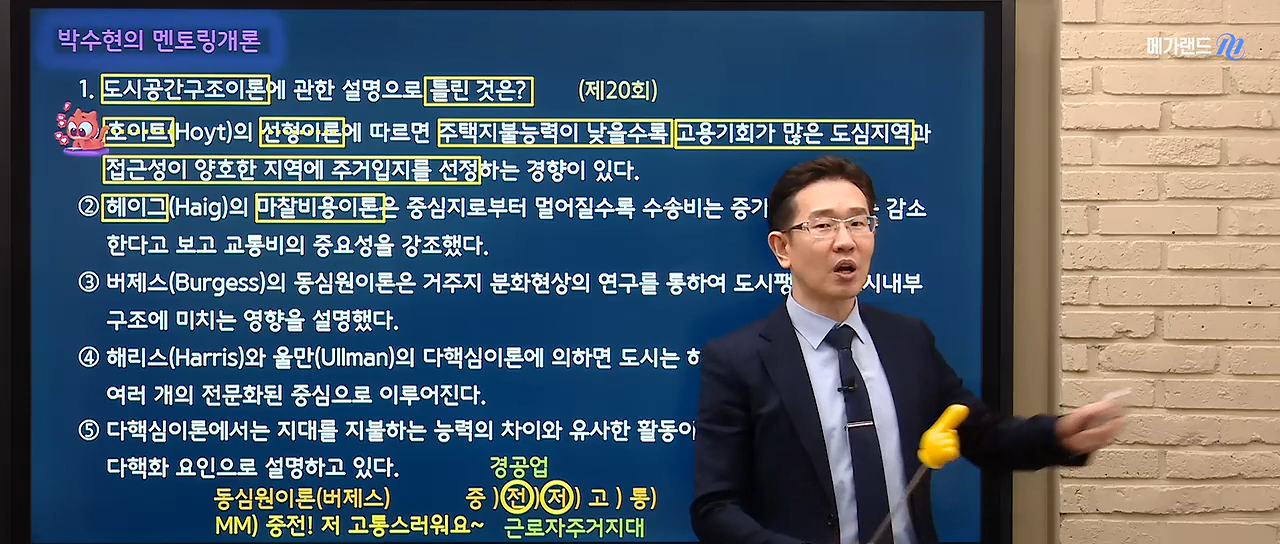 박수현의 멘토링개론
메가랜드
1. 도시공간구조이론에 관한 설명으로 틀린 것은? (제20회)
호아트(Hoyt)의 선형이론에 따르면 주택지불능력이 낮을수록 고용기회가 많은 도심지역과
접근성이 양호한 지역에 주거입지를 선정하는 경향이 있다.
② 헤이그(Haig)의 마찰비용이론은 중심지로부터 멀어질수록 수송비는 증가 감소
한다고 보고 교통비의 중요성을 강조했다.
③ 버제스(Burgess)의 동심원이론은 거주지 분화현상의 연구를 통하여 도시팽 시내부
구조에 미치는 영향을 설명했다.
④ 해리스(Harris)와 울만(Ullman)의 다핵심이론에 의하면 도시는
여러 개의 전문화된 중심으로 이루어진다.
⑤ 다핵심이론에서는 지대를 지불하는 능력의 차이와 유사한 활동이
다핵화 요인으로 설명하고 있다.
경공업
동심원이론(버제스) 중 ) 전 ) 저 ) 고 ) 통)
MM) 중전! 저 고통스러워요~ 근로자주거지대